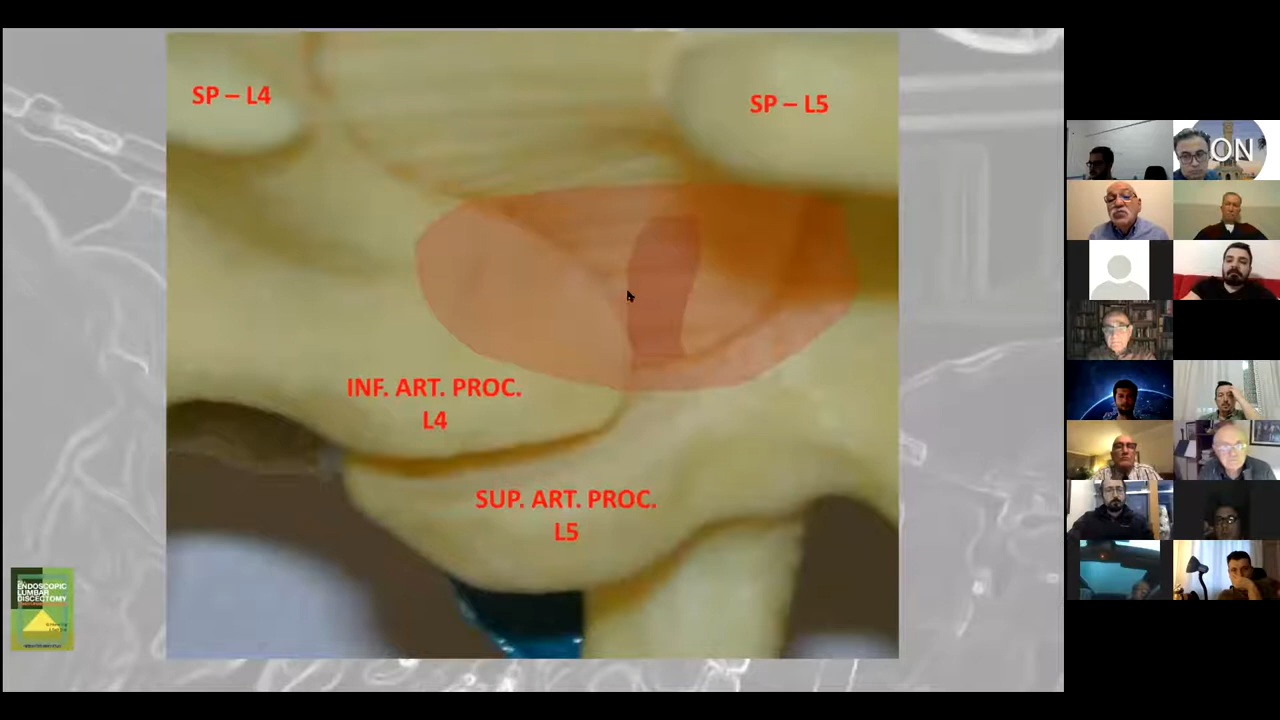 SP – L4
SP – L5
INF. ART. PROC.
L4
SUP. ART. PROC.
L5
ENDOSCOPIC
LUMBAR
DISCECTOMY
ON